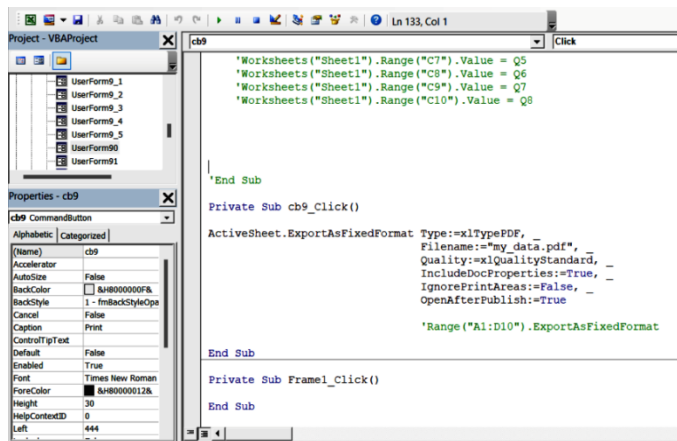 Ln 133, Col 1
Project - VBAProject
cb9
Click
UserForm9_1
UserForm9_2
UserForm9_3
UserForm9_4
UserForm9_5
UserForm90
UserForm91
'Worksheets("Sheet1").Range("C7").Value = Q5
'Worksheets("Sheet1").Range("C8").Value = Q6
'Worksheets("Sheet1").Range("C9").Value = Q7
'Worksheets("Sheet1").Range("C10").Value = Q8
'End Sub
Private Sub cb9_Click()
ActiveSheet.ExportAsFixedFormat Type:=xlTypePDF, _
Filename:="my_data.pdf", _
Quality:=xlQualityStandard, _
IncludeDocProperties:=True, _
IgnorePrintAreas:=False, _
OpenAfterPublish:=True
'Range("A1:D10").ExportAsFixedFormat
End Sub
Private Sub Frame1_Click()
End Sub
Properties - cb9
cb9 CommandButton
Alphabetic Categorized
(Name) cb9
Accelerator
AutoSize False
BackColor &H8000000F&
BackStyle 1 - fmBackStyleOpa
Cancel False
Caption Print
ControlTipText
Default False
Enabled True
Font Times New Roman
ForeColor &H80000012&
Height 30
HelpContextID 0
Left 444